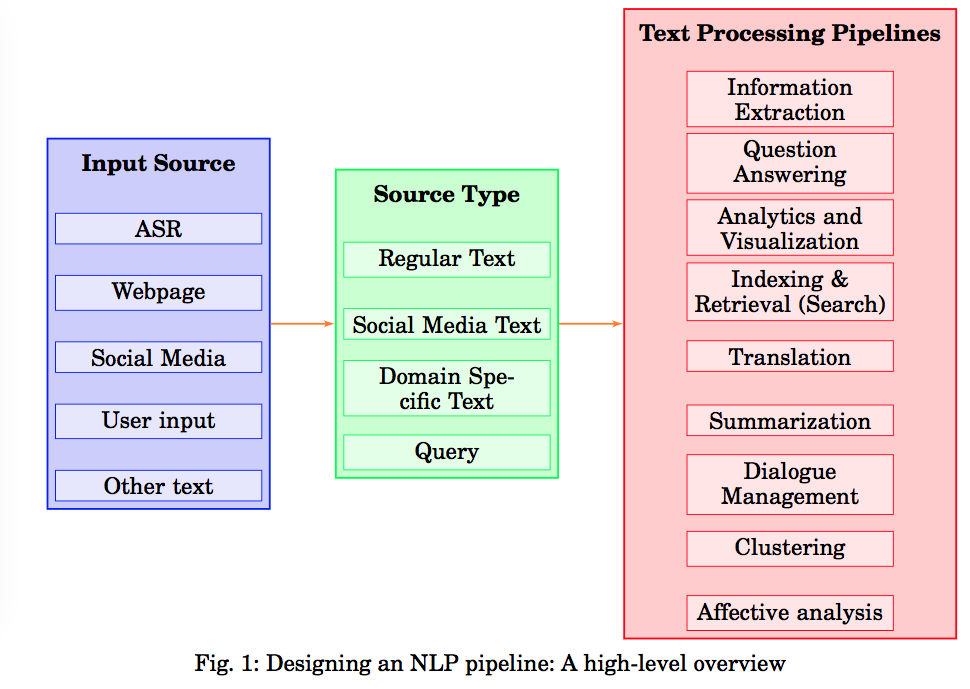 Input Source
ASR
Webpage
Social Media
User input
Other text
Source Type
Regular Text
Social Media Text
Domain Spe-
cific Text
Query
Text Processing Pipelines
Information
Extraction
Question
Answering
Analytics and
Visualization
Indexing &
Retrieval (Search)
Translation
Summarization
Dialogue
Management
Clustering
Affective analysis
Fig. 1: Designing an NLP pipeline: A high-level overview